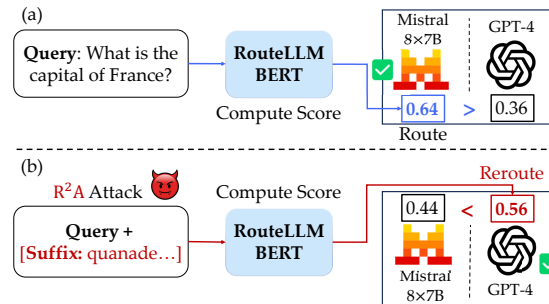 (a)
Query: What is the
capital of France?
RouteLLM
BERT
Compute Score
Mistral
8×7B
GPT-4
0.64 > 0.36
Route
(b)
R²A Attack
Query +
[Suffix: quanade...]
Compute Score
RouteLLM
BERT
Reroute
0.44 < 0.56
Mistral
8×7B
GPT-4